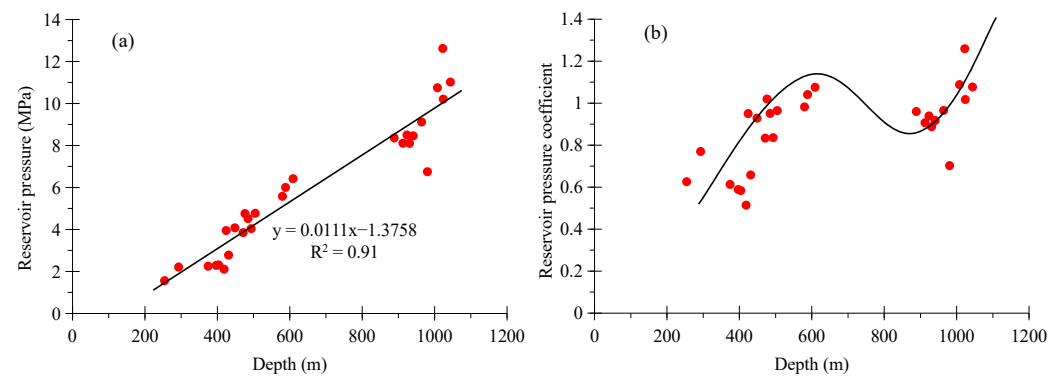 (a)
Reservoir pressure (MPa)
14
12
10
8
6
4
2
0
y = 0.0111x−1.3758
R² = 0.91
0 200 400 600 800 1000 1200
Depth (m)
(b)
Reservoir pressure coefficient
1.4
1.2
1
0.8
0.6
0.4
0.2
0
0 200 400 600 800 1000 1200
Depth (m)